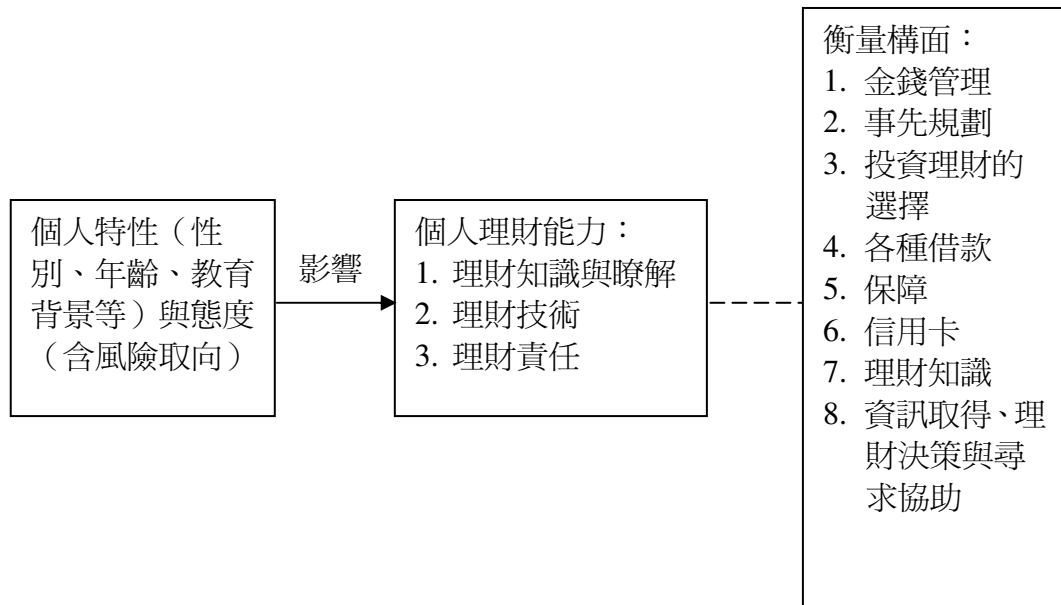 個人特性（性
別、年齡、教育
背景等）與態度
（含風險取向）
影響
個人理財能力：
1. 理財知識與瞭解
2. 理財技術
3. 理財責任
衡量構面：
1. 金錢管理
2. 事先規劃
3. 投資理財的
選擇
4. 各種借款
5. 保障
6. 信用卡
7. 理財知識
8. 資訊取得、理
財決策與尋
求協助